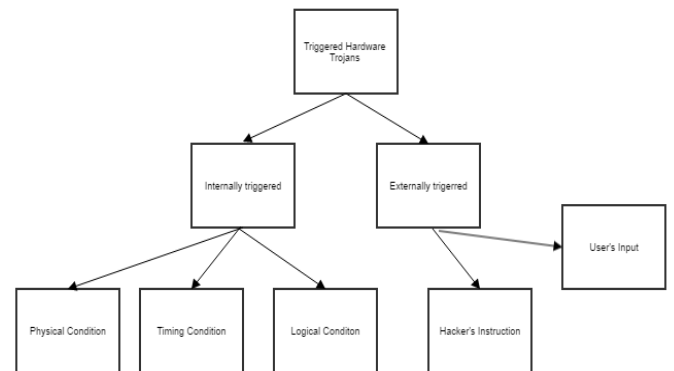 Triggered Hardware
Trojans
Internally triggered
Externally trigerred
User's Input
Physical Condition
Timing Condition
Logical Conditon
Hacker's Instruction